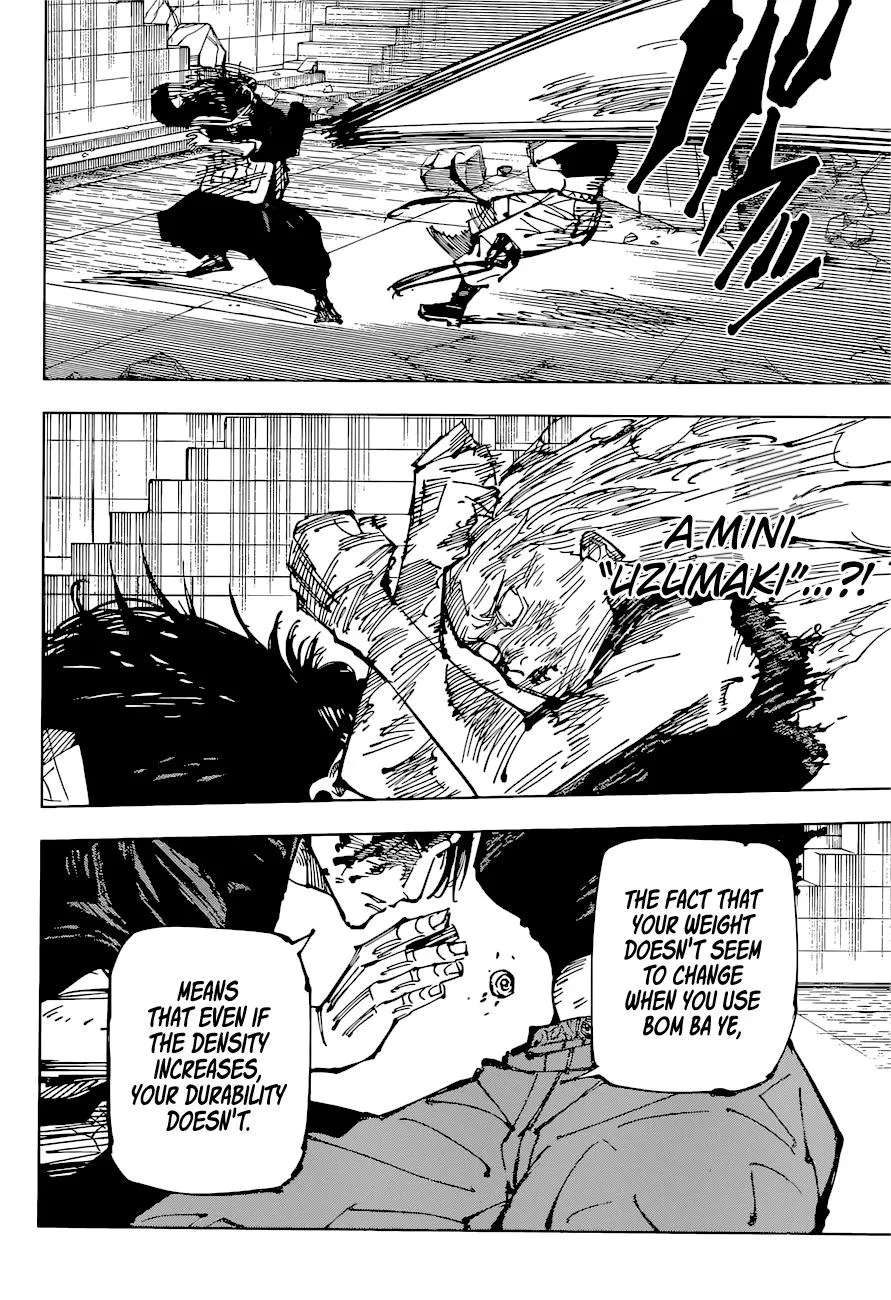 A MINI
"UZUMAKI"...?!
THE FACT THAT
YOUR WEIGHT
DOESN'T SEEM
TO CHANGE
WHEN YOU USE
BOM BA YE,
MEANS
THAT EVEN IF
THE DENSITY
INCREASES,
YOUR DURABILITY
DOESN'T.